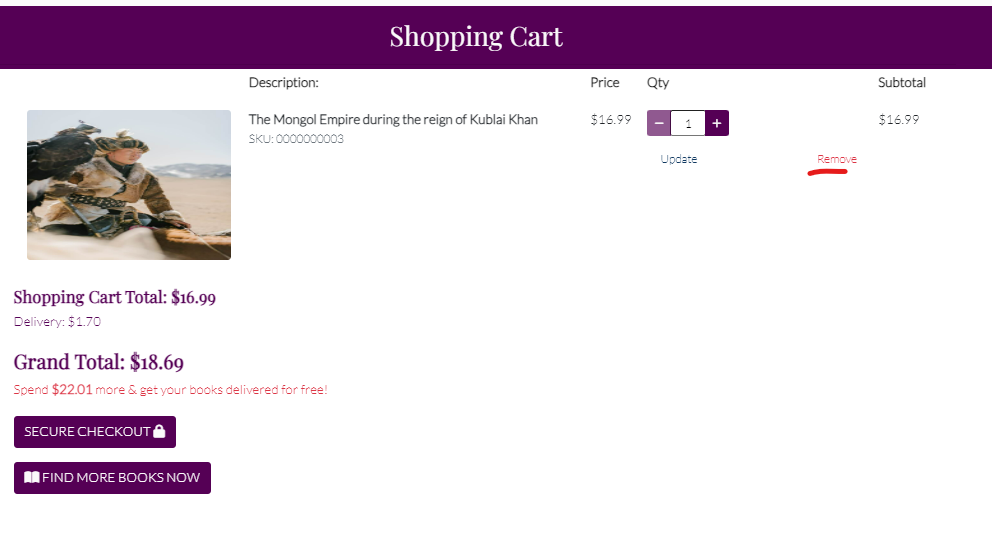 Shopping Cart
Description: Price Qty Subtotal
The Mongol Empire during the reign of Kublai Khan $16.99 − 1 + $16.99
SKU: 0000000003
Update Remove
Shopping Cart Total: $16.99
Delivery: $1.70
Grand Total: $18.69
Spend $22.01 more & get your books delivered for free!
SECURE CHECKOUT
FIND MORE BOOKS NOW